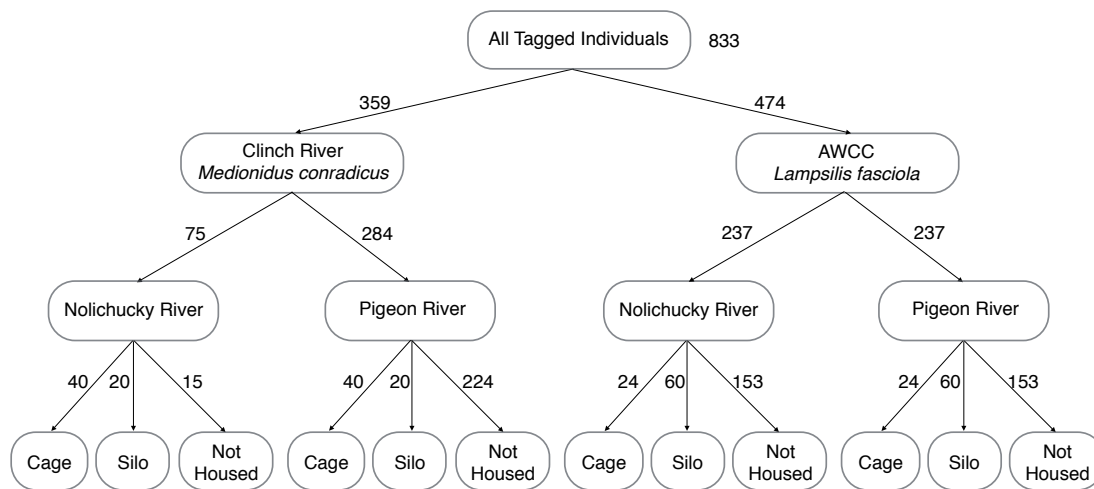 All Tagged Individuals 833
359 474
Clinch River
Medionidus conradicus
AWCC
Lampsilis fasciola
75 284 237 237
Nolichucky River Pigeon River Nolichucky River Pigeon River
40 20 15 40 20 224 24 60 153 24 60 153
Cage Silo Not
Housed
Cage Silo Not
Housed
Cage Silo Not
Housed
Cage Silo Not
Housed